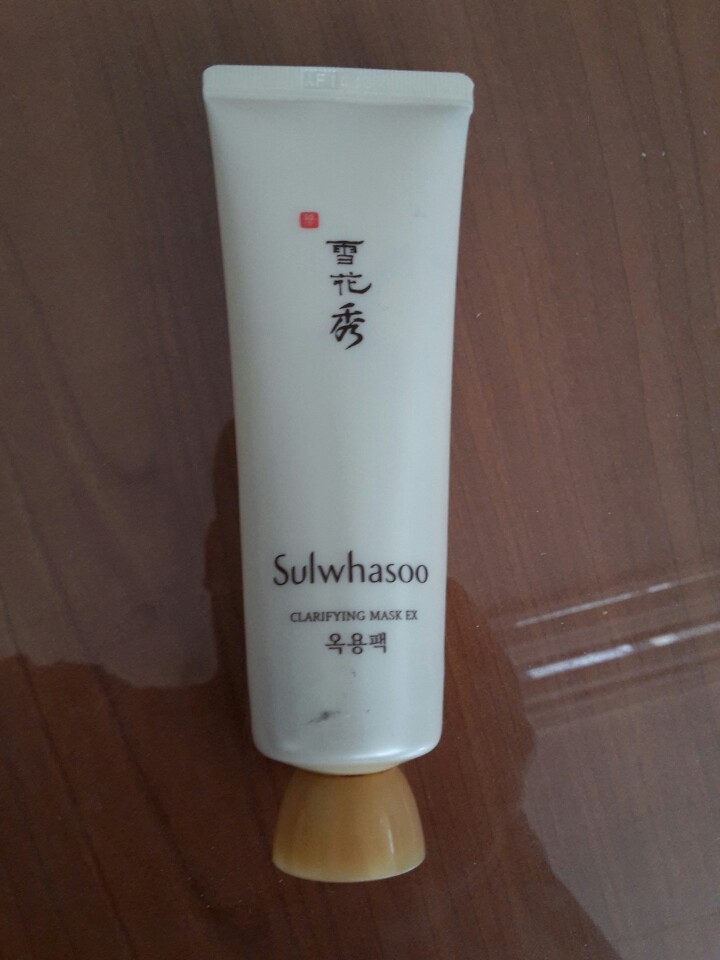 雪
花
秀
Sulwhasoo
CLARIFYING MASK EX
옥용팩